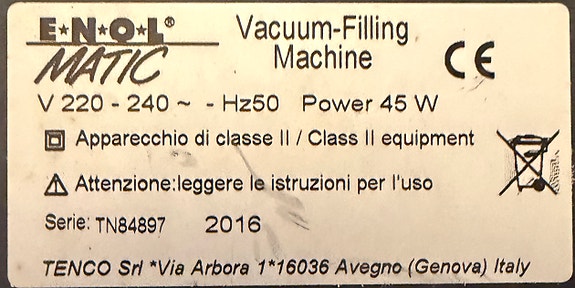 E★N★O★L® Vacuum-Filling
MATIC Machine
V 220 - 240 ~ - Hz50 Power 45 W
Apparecchio di classe II / Class II equipment
Attenzione:leggere le istruzioni per l'uso
Serie: TN84897 2016
TENCO Srl *Via Arbora 1*16036 Avegno (Genova) Italy
CE